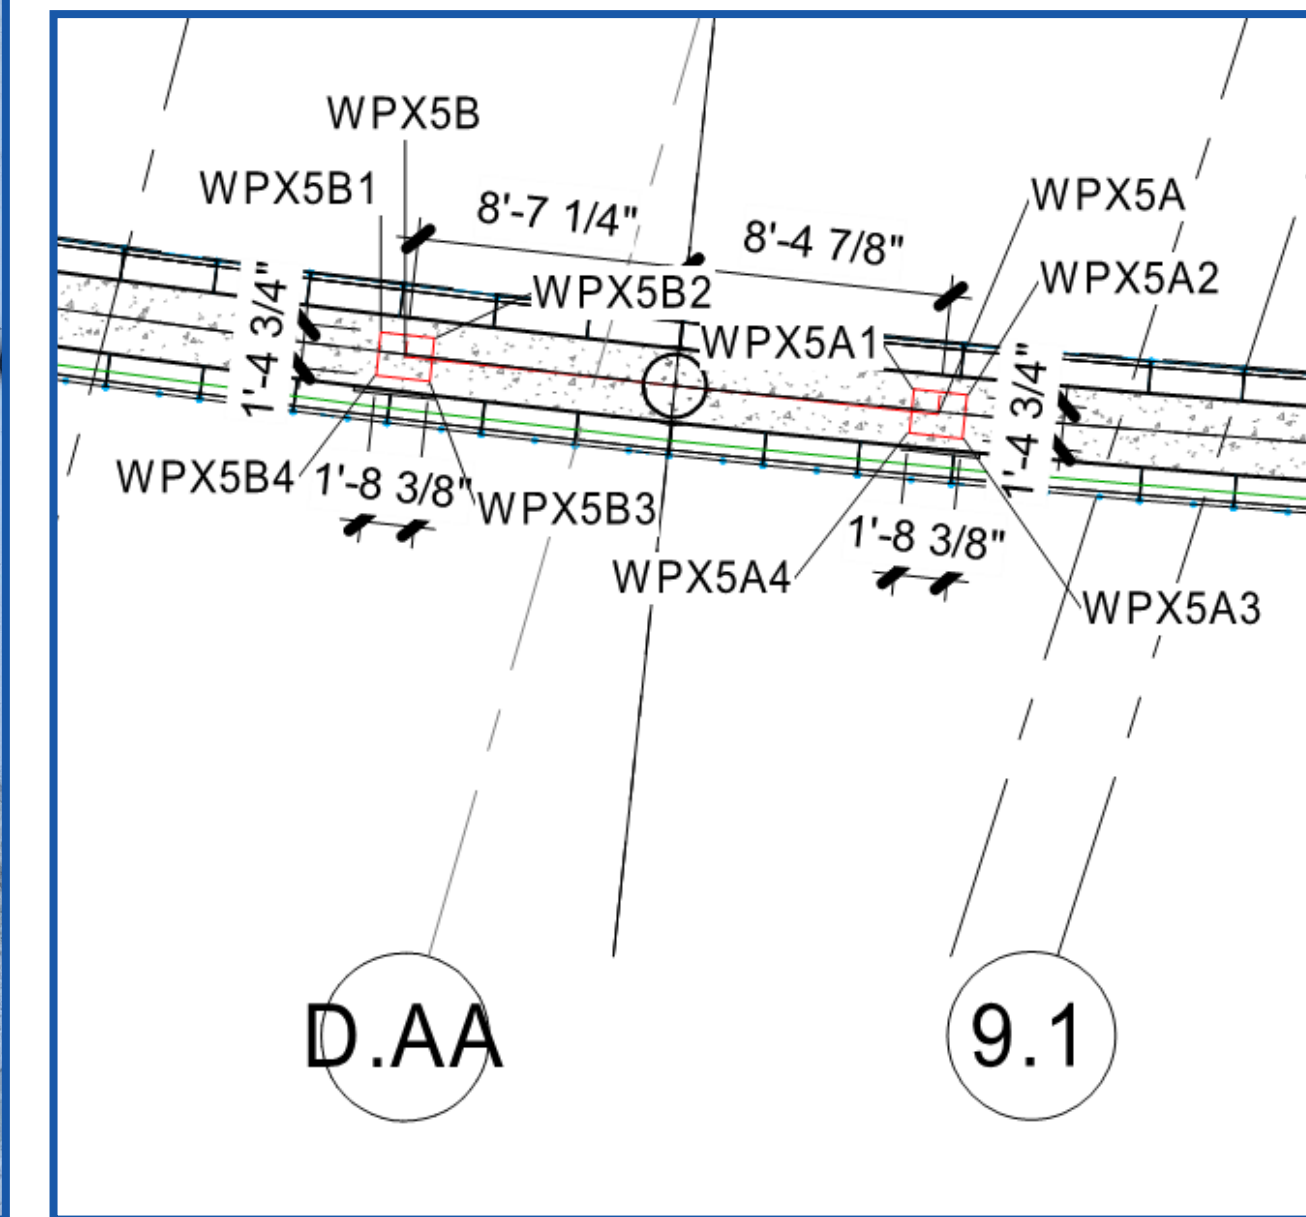 WPX5B
WPX5B1
8'-7 1/4"
WPX5A
8'-4 7/8"
WPX5A2
WPX5B2
1'-4 3/4"
WPX5A1
1'-4 3/4"
WPX5B4
1'-8 3/8"
WPX5B3
1'-8 3/8"
WPX5A4
WPX5A3
D.AA
9.1